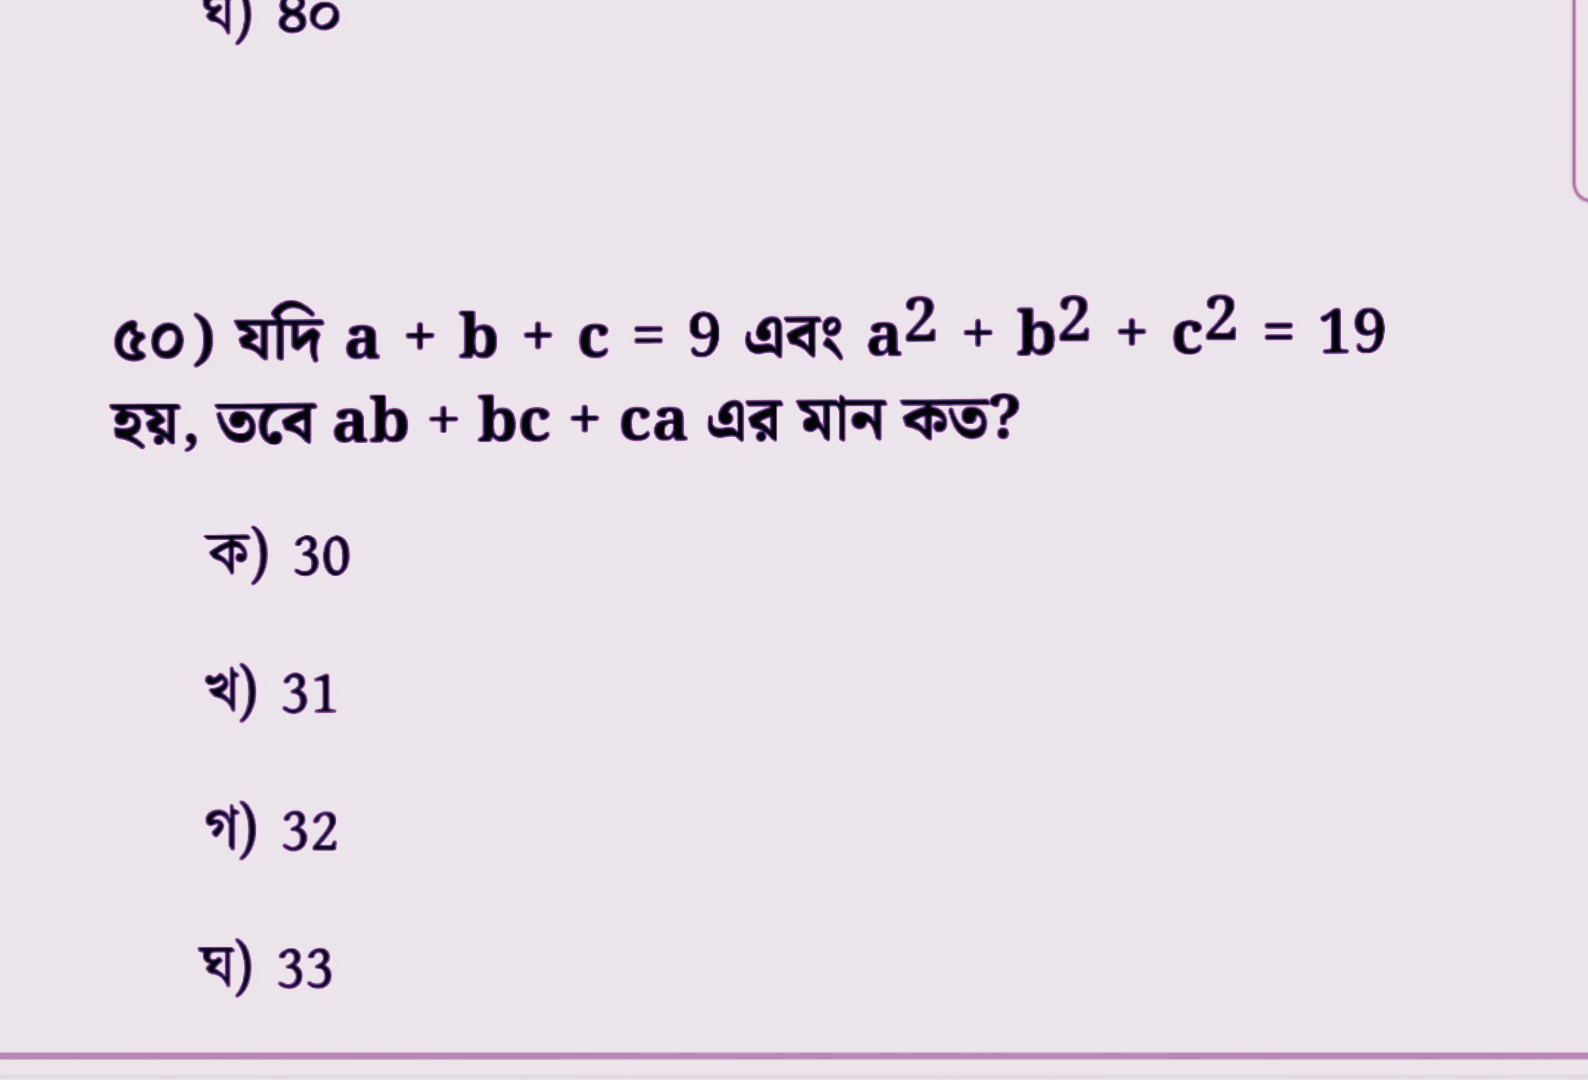 ঘ) ৪০
৫০) যদি a + b + c = 9 এবং a² + b² + c² = 19
হয়, তবে ab + bc + ca এর মান কত?
ক) 30
খ) 31
গ) 32
ঘ) 33